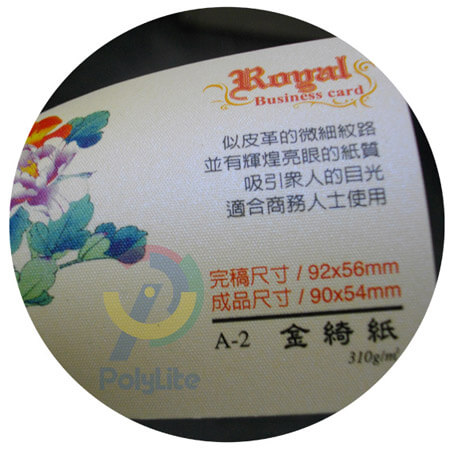 Royal
Business card
似皮革的微細紋路
並有輝煌亮眼的紙質
吸引眾人的目光
適合商務人士使用
完稿尺寸 / 92x56mm
成品尺寸 / 90x54mm
A-2 金綺紙
310g/㎡
PolyLite